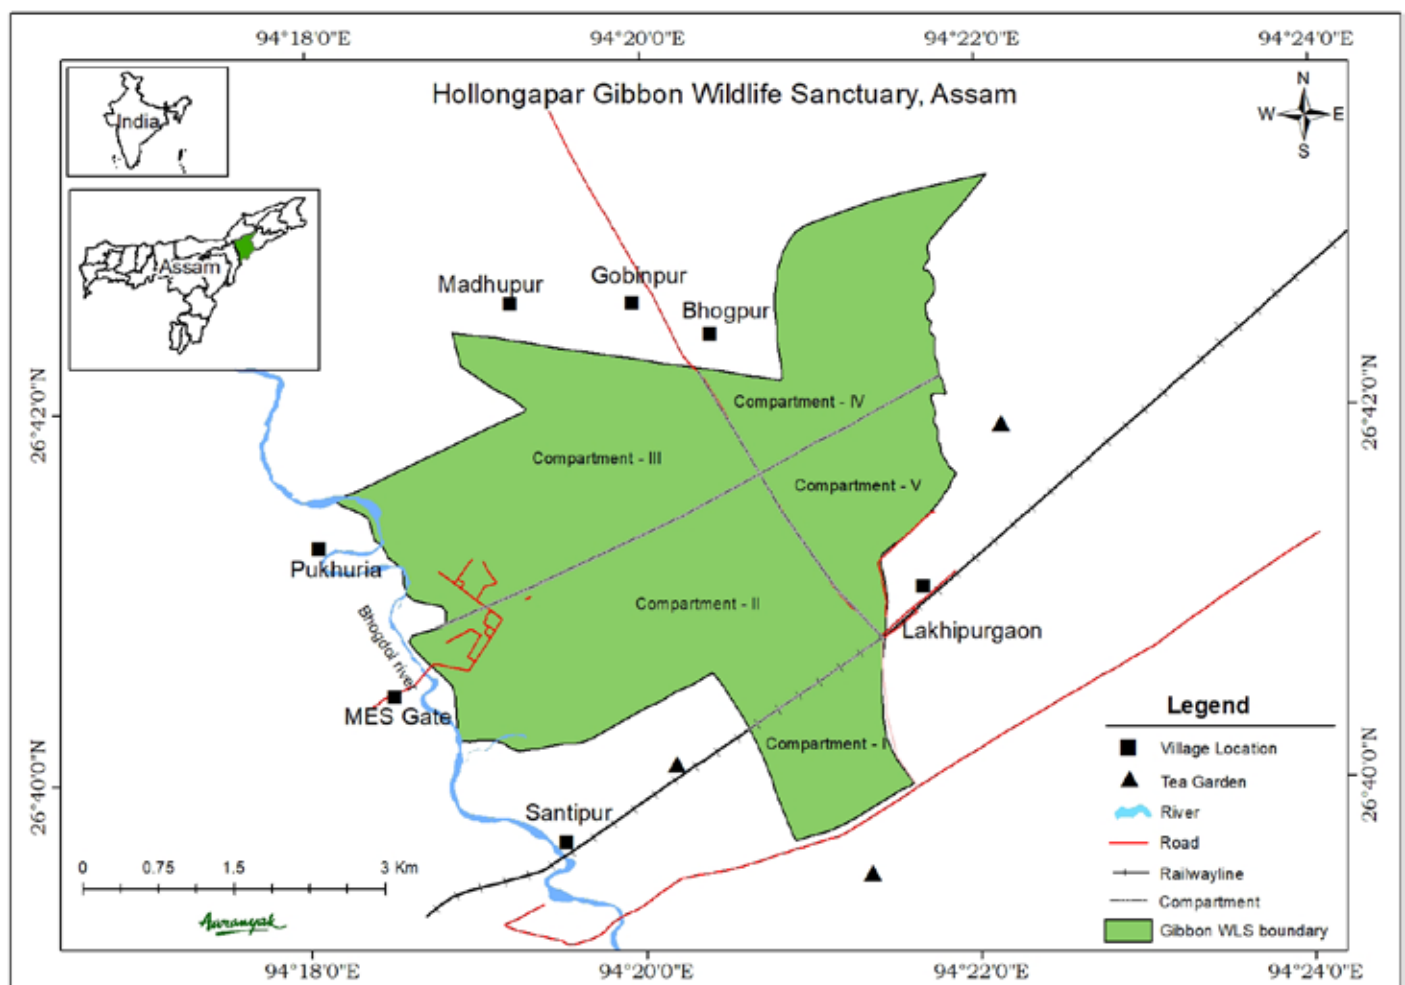 94°18'0"E 94°20'0"E 94°22'0"E 94°24'0"E
Hollongapar Gibbon Wildlife Sanctuary, Assam
N
W E
S
India
Assam
Madhupur
Gobinpur
Bhogpur
26°42'0"N
26°42'0"N
Compartment - IV
Compartment - III
Compartment - V
Pukhuria
Compartment - II
Bhogdoi river
Lakhipurgaon
MES Gate
Compartment - I
26°40'0"N
26°40'0"N
Santipur
Legend
Village Location
Tea Garden
River
Road
Railwayline
Compartment
Gibbon WLS boundary
0 0.75 1.5 3 Km
Aaranyak
94°18'0"E 94°20'0"E 94°22'0"E 94°24'0"E